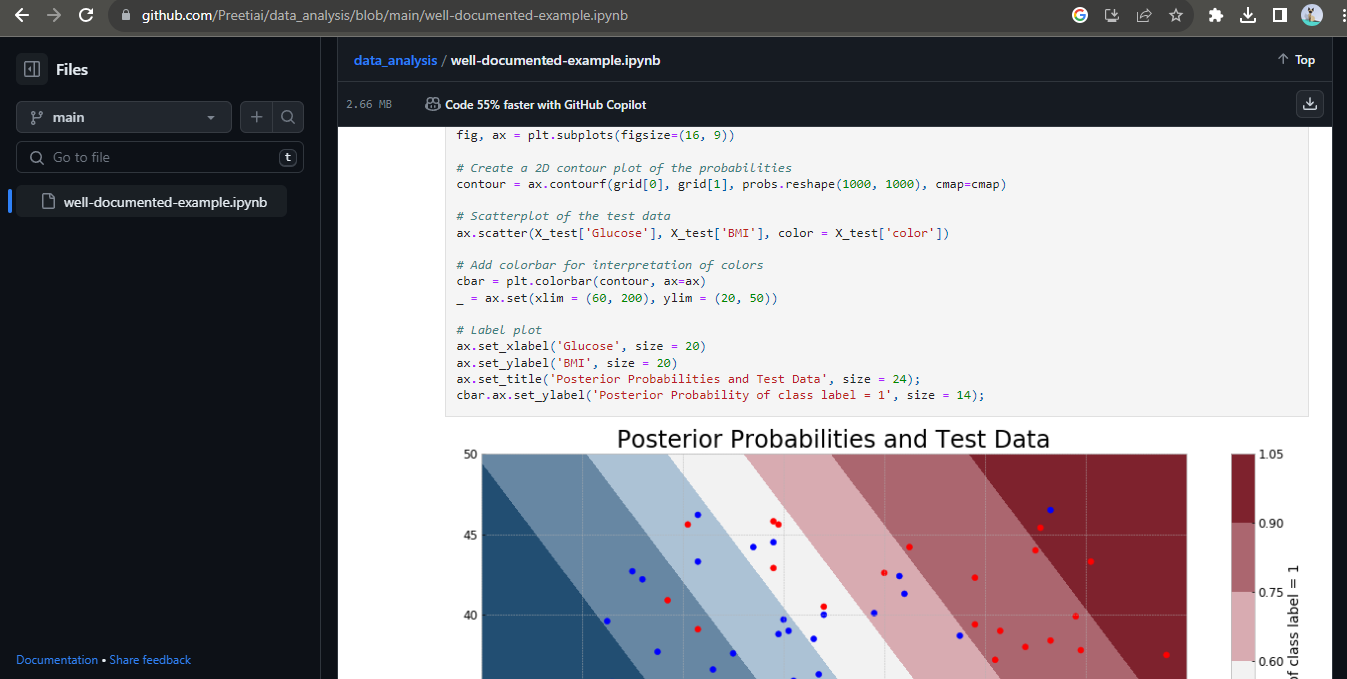 github.com/Preetiai/data_analysis/blob/main/well-documented-example.ipynb
Files
main
Go to file
t
well-documented-example.ipynb
Documentation • Share feedback
data_analysis / well-documented-example.ipynb
Top
2.66 MB
Code 55% faster with GitHub Copilot
fig, ax = plt.subplots(figsize=(16, 9))
# Create a 2D contour plot of the probabilities
contour = ax.contourf(grid[0], grid[1], probs.reshape(1000, 1000), cmap=cmap)
# Scatterplot of the test data
ax.scatter(X_test['Glucose'], X_test['BMI'], color = X_test['color'])
# Add colorbar for interpretation of colors
cbar = plt.colorbar(contour, ax=ax)
_ = ax.set(xlim = (60, 200), ylim = (20, 50))
# Label plot
ax.set_xlabel('Glucose', size = 20)
ax.set_ylabel('BMI', size = 20)
ax.set_title('Posterior Probabilities and Test Data', size = 24);
cbar.ax.set_ylabel('Posterior Probability of class label = 1', size = 14);
Posterior Probabilities and Test Data
50
45
40
1.05
0.90
0.75
0.60
of class label = 1